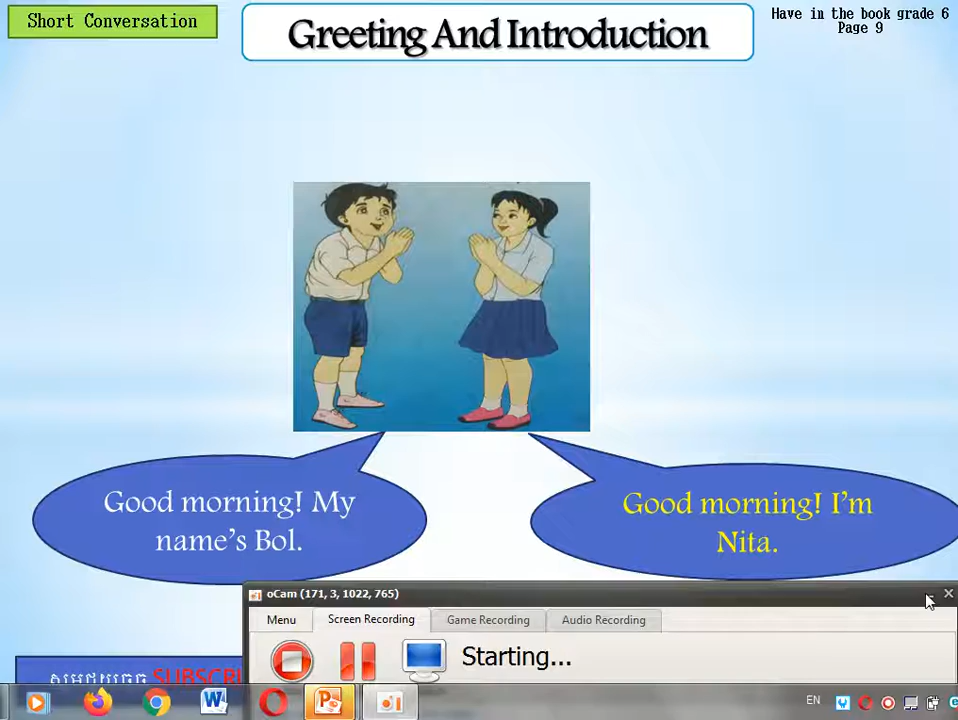 Short Conversation
Greeting And Introduction
Have in the book grade 6
Page 9
Good morning! My
name's Bol.
Good morning! I'm
Nita.
oCam (171, 3, 1022, 765)
Menu
Screen Recording
Game Recording
Audio Recording
Starting...
SUBSCRI
EN